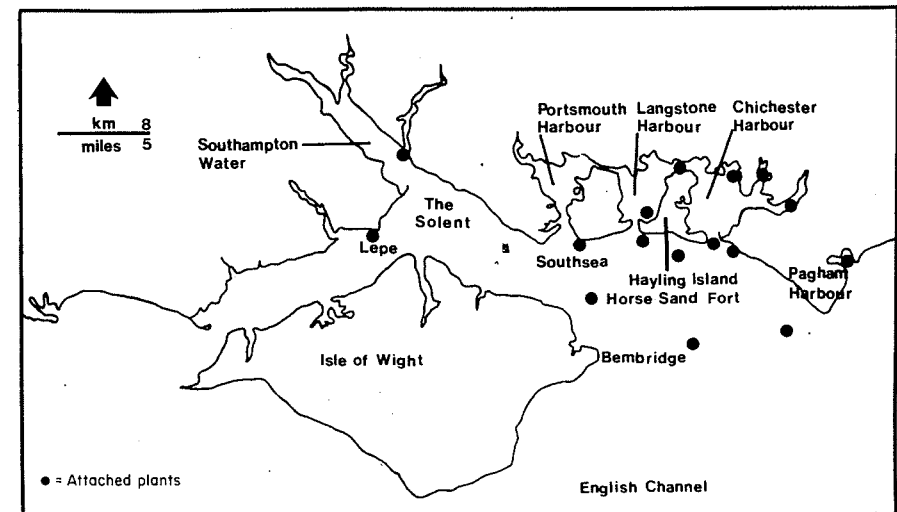 Portsmouth Langstone Chichester
Harbour Harbour Harbour
km 8
miles 5
Southampton
Water
The
Solent
Lepe
Southsea
Hayling Island
Horse Sand Fort
Pagham
Harbour
Isle of Wight
Bembridge
● = Attached plants
English Channel